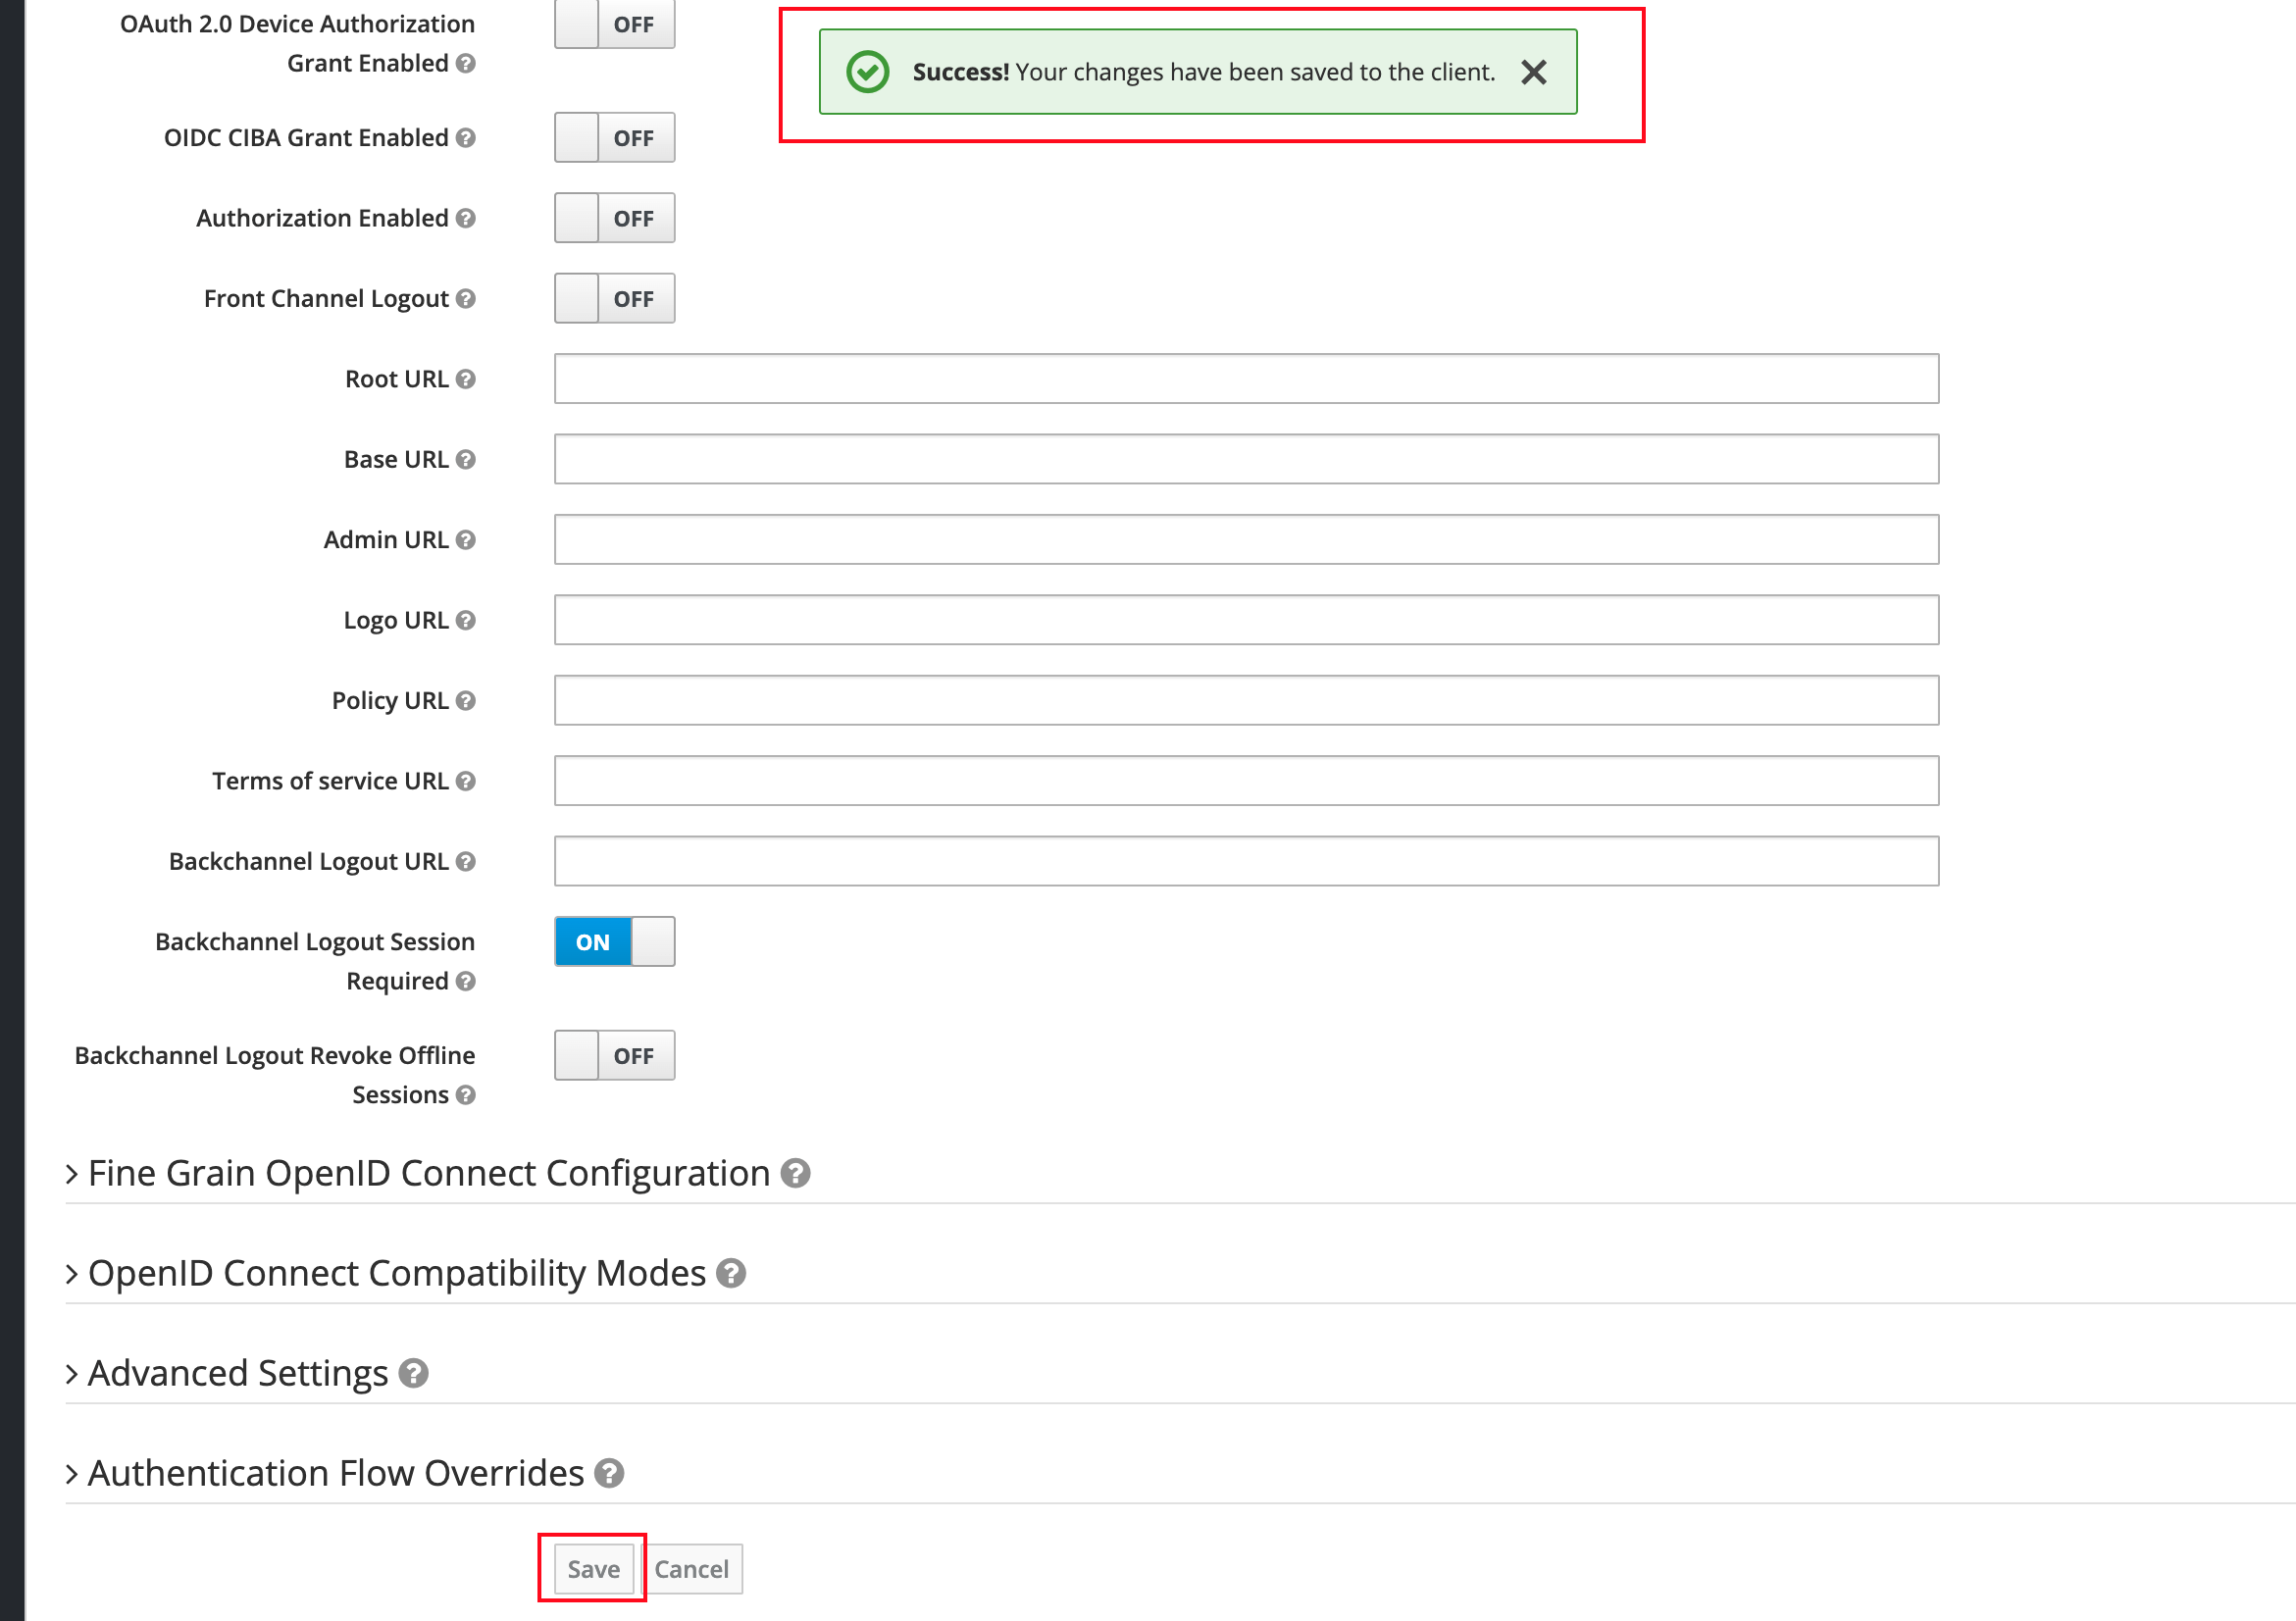 OAuth 2.0 Device Authorization
Grant Enabled
OFF
Success! Your changes have been saved to the client.
OIDC CIBA Grant Enabled
OFF
Authorization Enabled
OFF
Front Channel Logout
OFF
Root URL
Base URL
Admin URL
Logo URL
Policy URL
Terms of service URL
Backchannel Logout URL
Backchannel Logout Session
Required
ON
Backchannel Logout Revoke Offline
Sessions
OFF
Fine Grain OpenID Connect Configuration
OpenID Connect Compatibility Modes
Advanced Settings
Authentication Flow Overrides
Save
Cancel